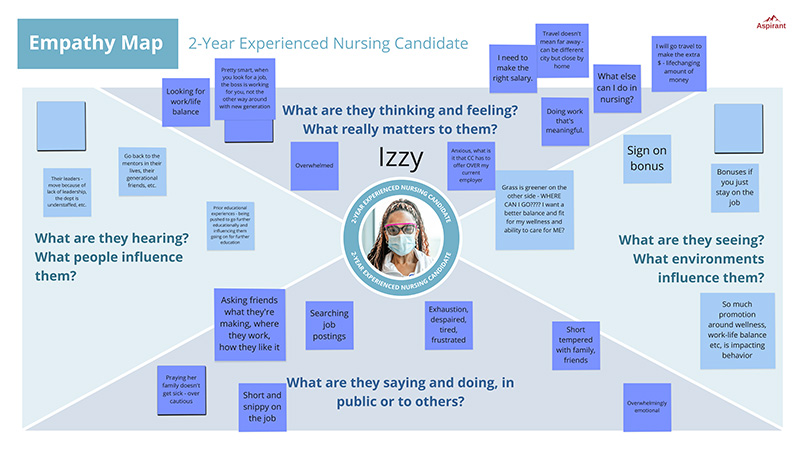 Empathy Map
2-Year Experienced Nursing Candidate
Aspirant
Looking for
work/life
balance
Pretty smart, when
you look for a job,
the boss is working
for you, not the
other way around
with new generation
I need to
make the
right salary.
Travel doesn't
mean far away -
can be different
city but close by
home
What else
can I do in
nursing?
I will go travel to
make the extra
$ - lifechanging
amount of
money
Doing work
that's
meaningful.
What are they thinking and feeling?
What really matters to them?
Overwhelmed
Izzy
Anxious, what is
it that CC has to
offer OVER my
current
employer
Their leaders -
move because of
lack of leadership,
the dept is
understaffed, etc.
Go back to the
mentors in their
lives, their
generational
friends, etc.
Prior educational
experiences - being
pushed to go further
educationally and
influencing them
going on for further
education
What are they hearing?
What people influence
them?
2-YEAR EXPERIENCED NURSING CANDIDATE
2-YEAR EXPERIENCED NURSING CANDIDATE
Grass is greener on the
other side - WHERE
CAN I GO???? I want a
better balance and fit
for my wellness and
ability to care for ME?
Sign on
bonus
Bonuses if
you just
stay on the
job
What are they seeing?
What environments
influence them?
So much
promotion
around wellness,
work-life balance
etc, is impacting
behavior
Asking friends
what they're
making, where
they work,
how they like it
Searching
job
postings
Exhaustion,
despaired,
tired,
frustrated
Short
tempered
with family,
friends
Praying her
family doesn't
get sick - over
cautious
Short and
snippy on
the job
What are they saying and doing, in
public or to others?
Overwhelmingly
emotional